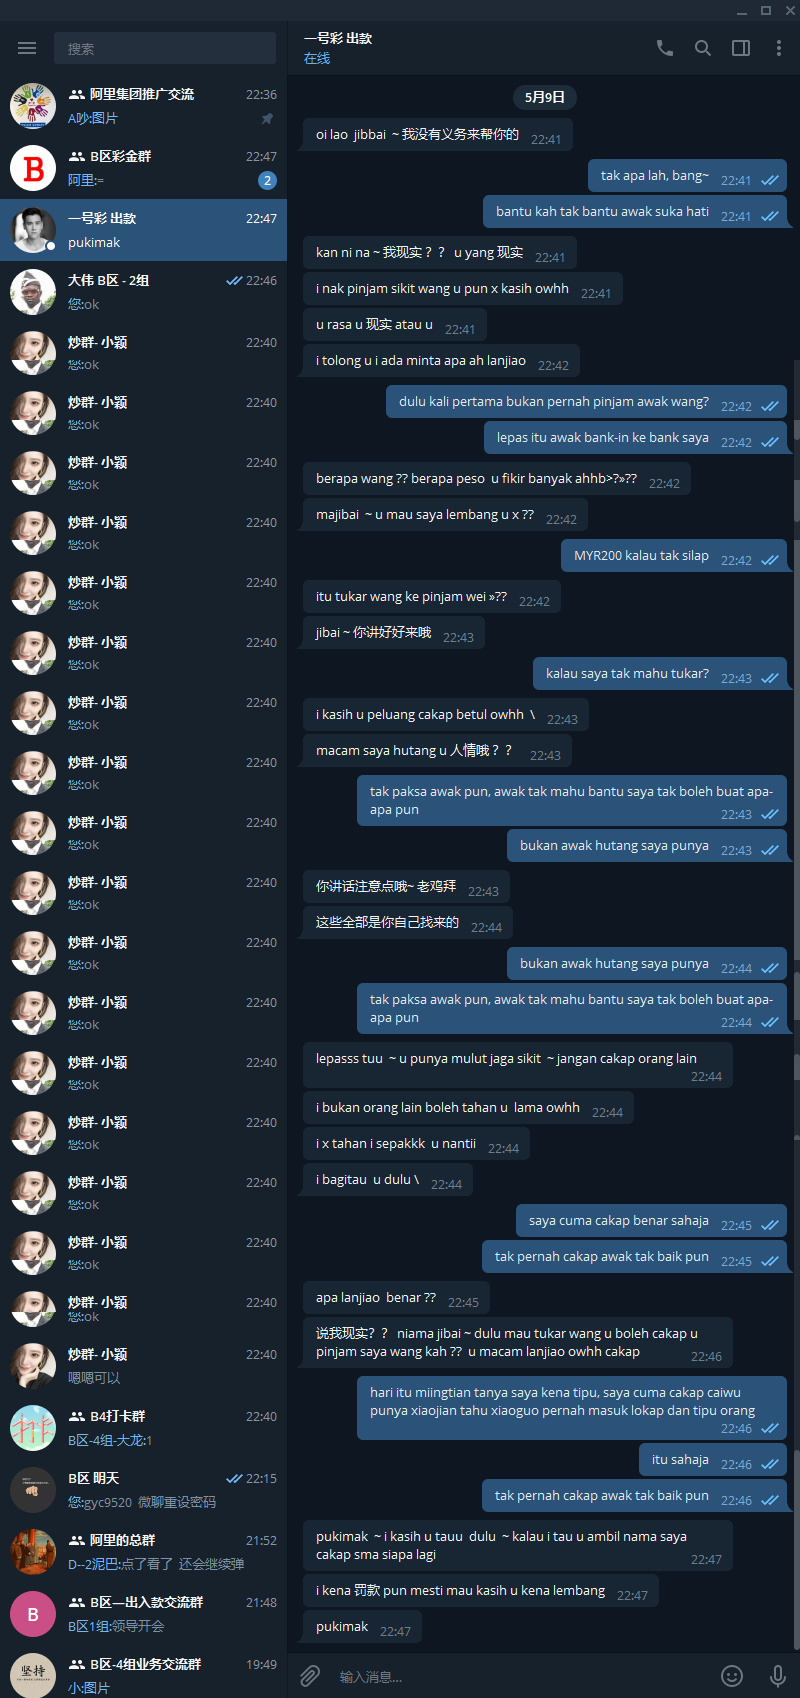 搜索
阿里集团推广交流 22:36
A吵:图片
B区彩金群 22:47
阿里:= 2
一号彩 出款 22:47
pukimak
大伟 B区 - 2组 22:46
您:ok
炒群- 小颖 22:40
您:ok
炒群- 小颖 22:40
您:ok
炒群- 小颖 22:40
您:ok
炒群- 小颖 22:40
您:ok
炒群- 小颖 22:40
您:ok
炒群- 小颖 22:40
您:ok
炒群- 小颖 22:40
您:ok
炒群- 小颖 22:40
您:ok
炒群- 小颖 22:40
您:ok
炒群- 小颖 22:40
您:ok
炒群- 小颖 22:40
您:ok
炒群- 小颖 22:40
您:ok
炒群- 小颖 22:40
您:ok
炒群- 小颖 22:40
您:ok
炒群- 小颖 22:40
您:ok
炒群- 小颖 22:40
您:ok
炒群- 小颖 22:40
您:ok
炒群- 小颖 22:40
嗯嗯可以
B4打卡群 22:40
B区-4组-大龙:1
B区 明天 22:15
您:gyc9520 微聊重设密码
阿里的总群 21:52
D--2泥巴:点了看了 还会继续弹
B
B区—出入款交流群 21:48
B区1组:领导开会
坚持
B区-4组业务交流群 19:49
小:图片
一号彩 出款
在线
5月9日
oi lao jibbai ~ 我没有义务来帮你的 22:41
tak apa lah, bang~ 22:41
bantu kah tak bantu awak suka hati 22:41
kan ni na ~ 我现实？？ u yang 现实 22:41
i nak pinjam sikit wang u pun x kasih owhh 22:41
u rasa u 现实 atau u 22:41
i tolong u i ada minta apa ah lanjiao 22:42
dulu kali pertama bukan pernah pinjam awak wang? 22:42
lepas itu awak bank-in ke bank saya 22:42
berapa wang ?? berapa peso u fikir banyak ahhb>?»?? 22:42
majibai ~ u mau saya lembang u x ?? 22:42
MYR200 kalau tak silap 22:42
itu tukar wang ke pinjam wei »?? 22:42
jibai ~ 你讲好好来哦 22:43
kalau saya tak mahu tukar? 22:43
i kasih u peluang cakap betul owhh \ 22:43
macam saya hutang u 人情哦？？ 22:43
tak paksa awak pun, awak tak mahu bantu saya tak boleh buat apa-
apa pun 22:43
bukan awak hutang saya punya 22:43
你讲话注意点哦~ 老鸡拜 22:43
这些全部是你自己找来的 22:44
bukan awak hutang saya punya 22:44
tak paksa awak pun, awak tak mahu bantu saya tak boleh buat apa-
apa pun 22:44
lepasss tuu ~ u punya mulut jaga sikit ~ jangan cakap orang lain
22:44
i bukan orang lain boleh tahan u lama owhh 22:44
i x tahan i sepakkk u nantii 22:44
i bagitau u dulu \ 22:44
saya cuma cakap benar sahaja 22:45
tak pernah cakap awak tak baik pun 22:45
apa lanjiao benar ?? 22:45
说我现实？？ niama jibai ~ dulu mau tukar wang u boleh cakap u
pinjam saya wang kah ?? u macam lanjiao owhh cakap 22:46
hari itu miingtian tanya saya kena tipu, saya cuma cakap caiwu
punya xiaojian tahu xiaoguo pernah masuk lokap dan tipu orang
22:46
itu sahaja 22:46
tak pernah cakap awak tak baik pun 22:46
pukimak ~ i kasih u tauu dulu ~ kalau i tau u ambil nama saya
cakap sma siapa lagi 22:47
i kena 罚款 pun mesti mau kasih u kena lembang 22:47
pukimak 22:47
输入消息...